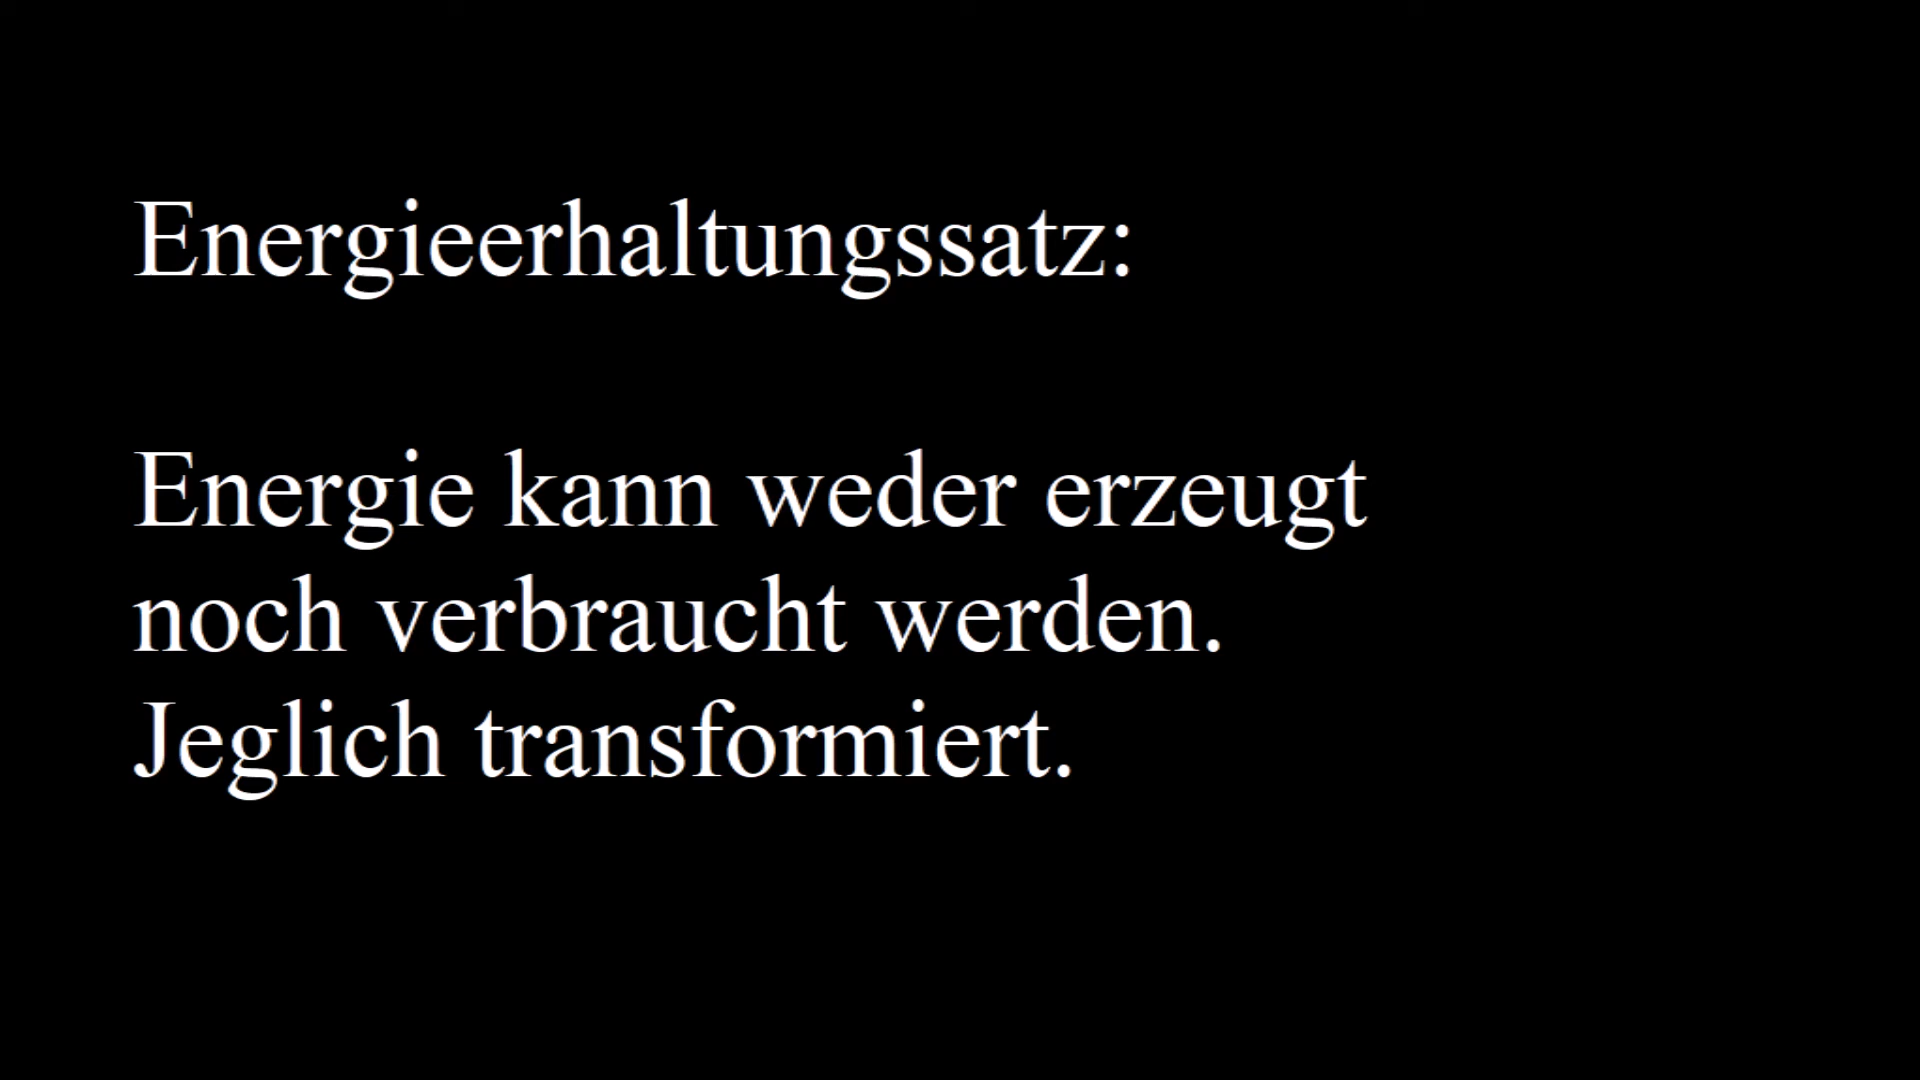 Energieerhaltungssatz:
Energie kann weder erzeugt
noch verbraucht werden.
Jeglich transformiert.